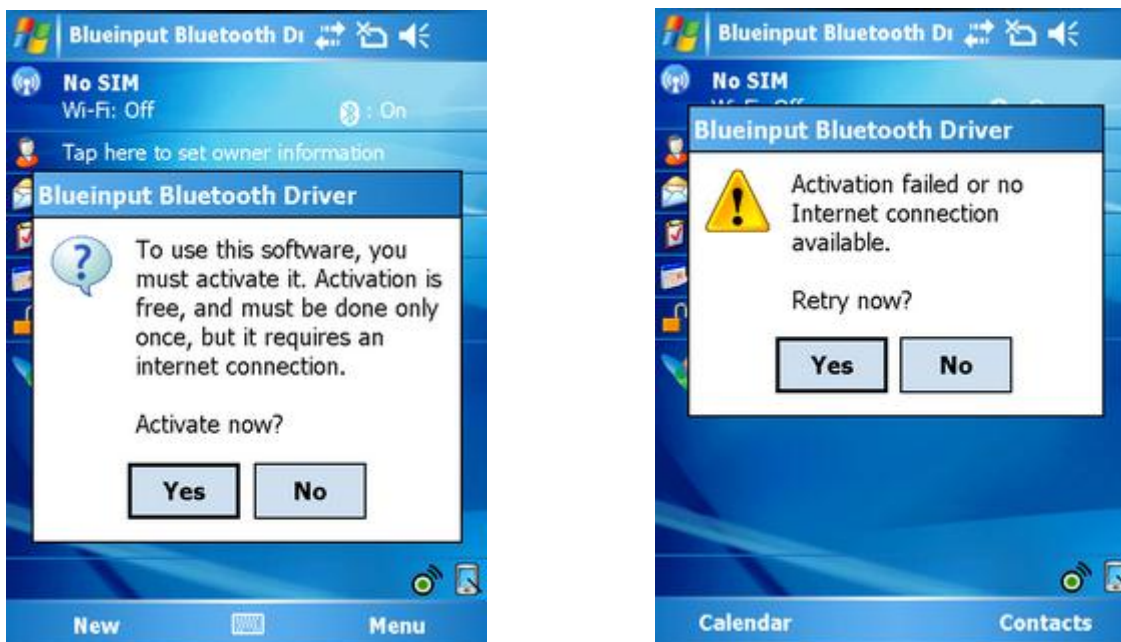 Blueinput Bluetooth Dr
No SIM
Wi-Fi: Off
: On
Tap here to set owner information
Blueinput Bluetooth Driver
To use this software, you
must activate it. Activation is
free, and must be done only
once, but it requires an
internet connection.
Activate now?
Yes No
New Menu
Blueinput Bluetooth Dr
No SIM
Blueinput Bluetooth Driver
Activation failed or no
Internet connection
available.
Retry now?
Yes No
Calendar Contacts